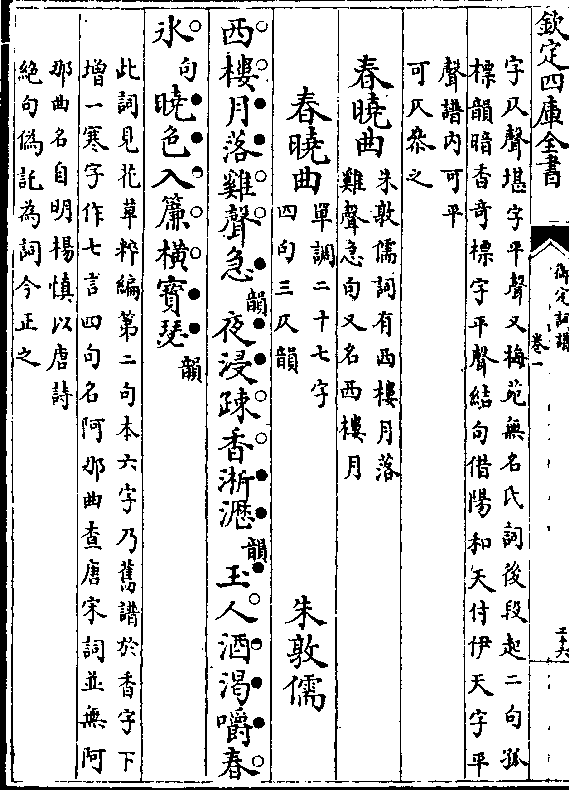 欽定四庫全書
御定詞譜
卷一
三十六
字仄聲堪字平聲又梅苑無名氏詞後段起二句孤
標韻暗香奇標字平聲結句借陽和天付伊天字平
聲譜內可平
可仄叅之
春曉曲
朱敦儒詞有西樓月落
雞聲急句又名西樓月
春曉曲
單調二十七字
四句三仄韻
朱敦儒
西樓月落雞聲急韻夜浸疎香淅瀝韻玉人酒渴嚼春
氷句曉色入簾橫寳瑟韻
此詞見花草粹編第二句本六字乃舊譜於香字下
增一寒字作七言四句名阿那曲查唐宋詞並無阿
那曲名自明楊慎以唐詩
絶句偽託為詞今正之